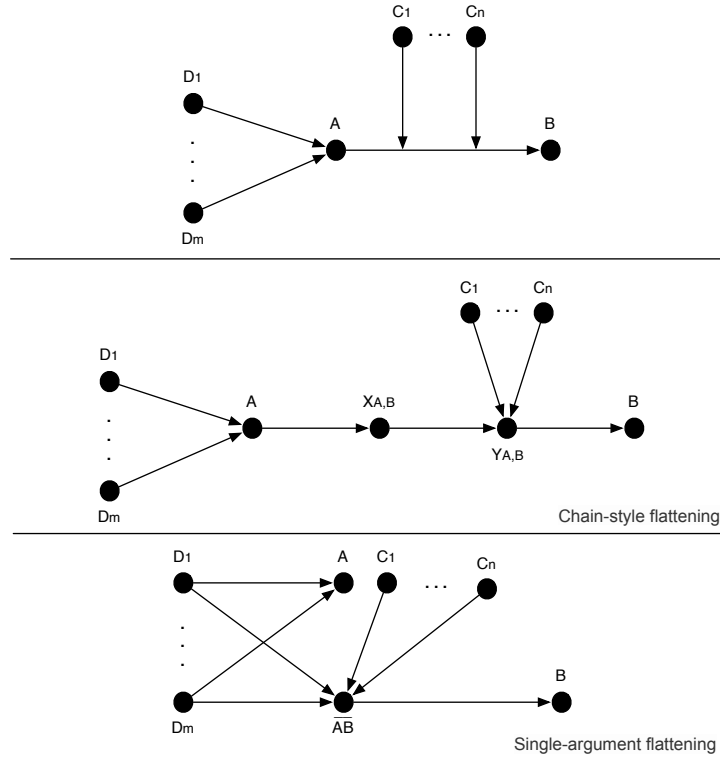 C1 ... Cn
D1
A
B
.
.
.
Dm
C1 ... Cn
D1
A
XA,B
B
.
.
.
YA,B
Dm
Chain-style flattening
D1
A
C1 ... Cn
.
.
.
B
Dm
A̅B̅
Single-argument flattening